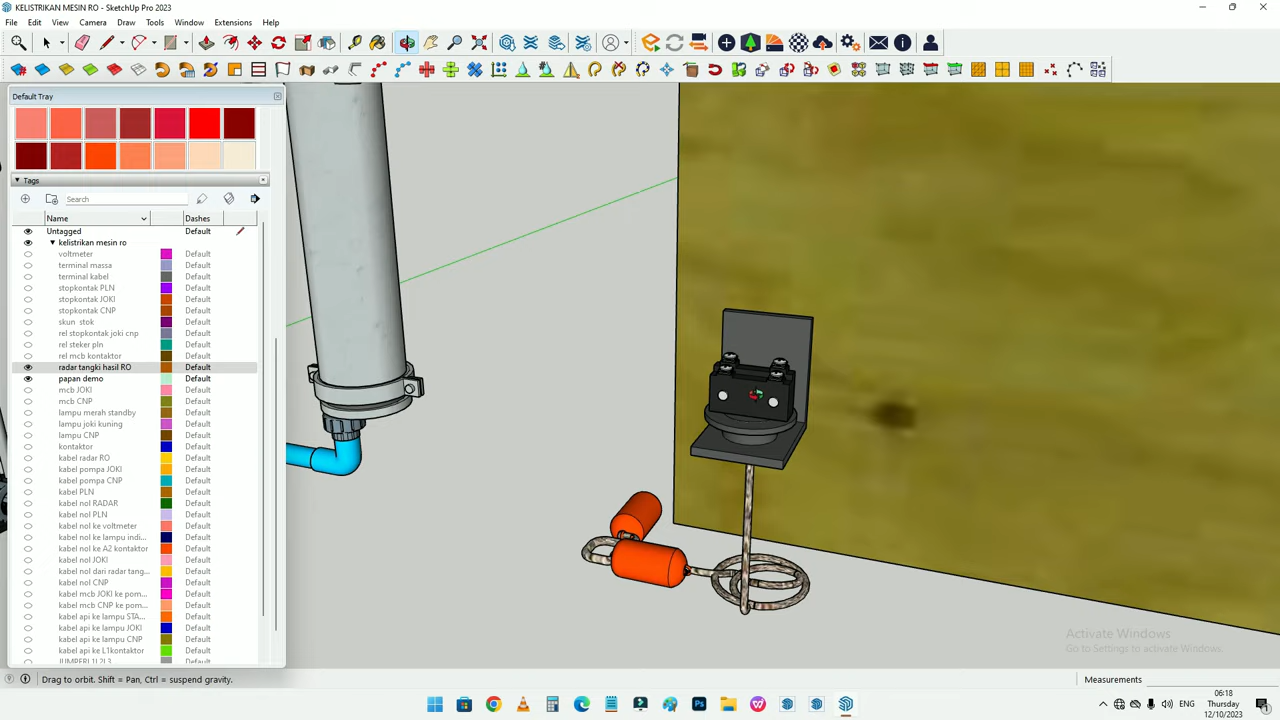 KELISTRIKAN MESIN RO - SketchUp Pro 2023
File Edit View Camera Draw Tools Window Extensions Help
Default Tray
Tags
Search
Name Dashes
Untagged Default
kelistrikan mesin ro
voltmeter Default
terminal massa Default
terminal kabel Default
stopkontak PLN Default
stopkontak JOKI Default
stopkontak CNP Default
skun stok Default
rel stopkontak joki cnp Default
rel steker pln Default
rel mcb kontaktor Default
radar tangki hasil RO Default
papan demo Default
mcb JOKI Default
mcb CNP Default
lampu merah standby Default
lampu joki kuning Default
lampu CNP Default
kontaktor Default
kabel radar RO Default
kabel pompa JOKI Default
kabel pompa CNP Default
kabel PLN Default
kabel nol RADAR Default
kabel nol PLN Default
kabel nol ke voltmeter Default
kabel nol ke lampu indi... Default
kabel nol ke A2 kontaktor Default
kabel nol JOKI Default
kabel nol dari radar tang... Default
kabel nol CNP Default
kabel mcb JOKI ke pom... Default
kabel mcb CNP ke pom... Default
kabel api ke lampu STA... Default
kabel api ke lampu JOKI Default
kabel api ke lampu CNP Default
kabel api ke L1kontaktor Default
JUMPERL1L2L3 Default
Activate Windows
Go to Settings to activate Windows.
Drag to orbit. Shift = Pan, Ctrl = suspend gravity. Measurements
ENG
06:18
Thursday
12/10/2023